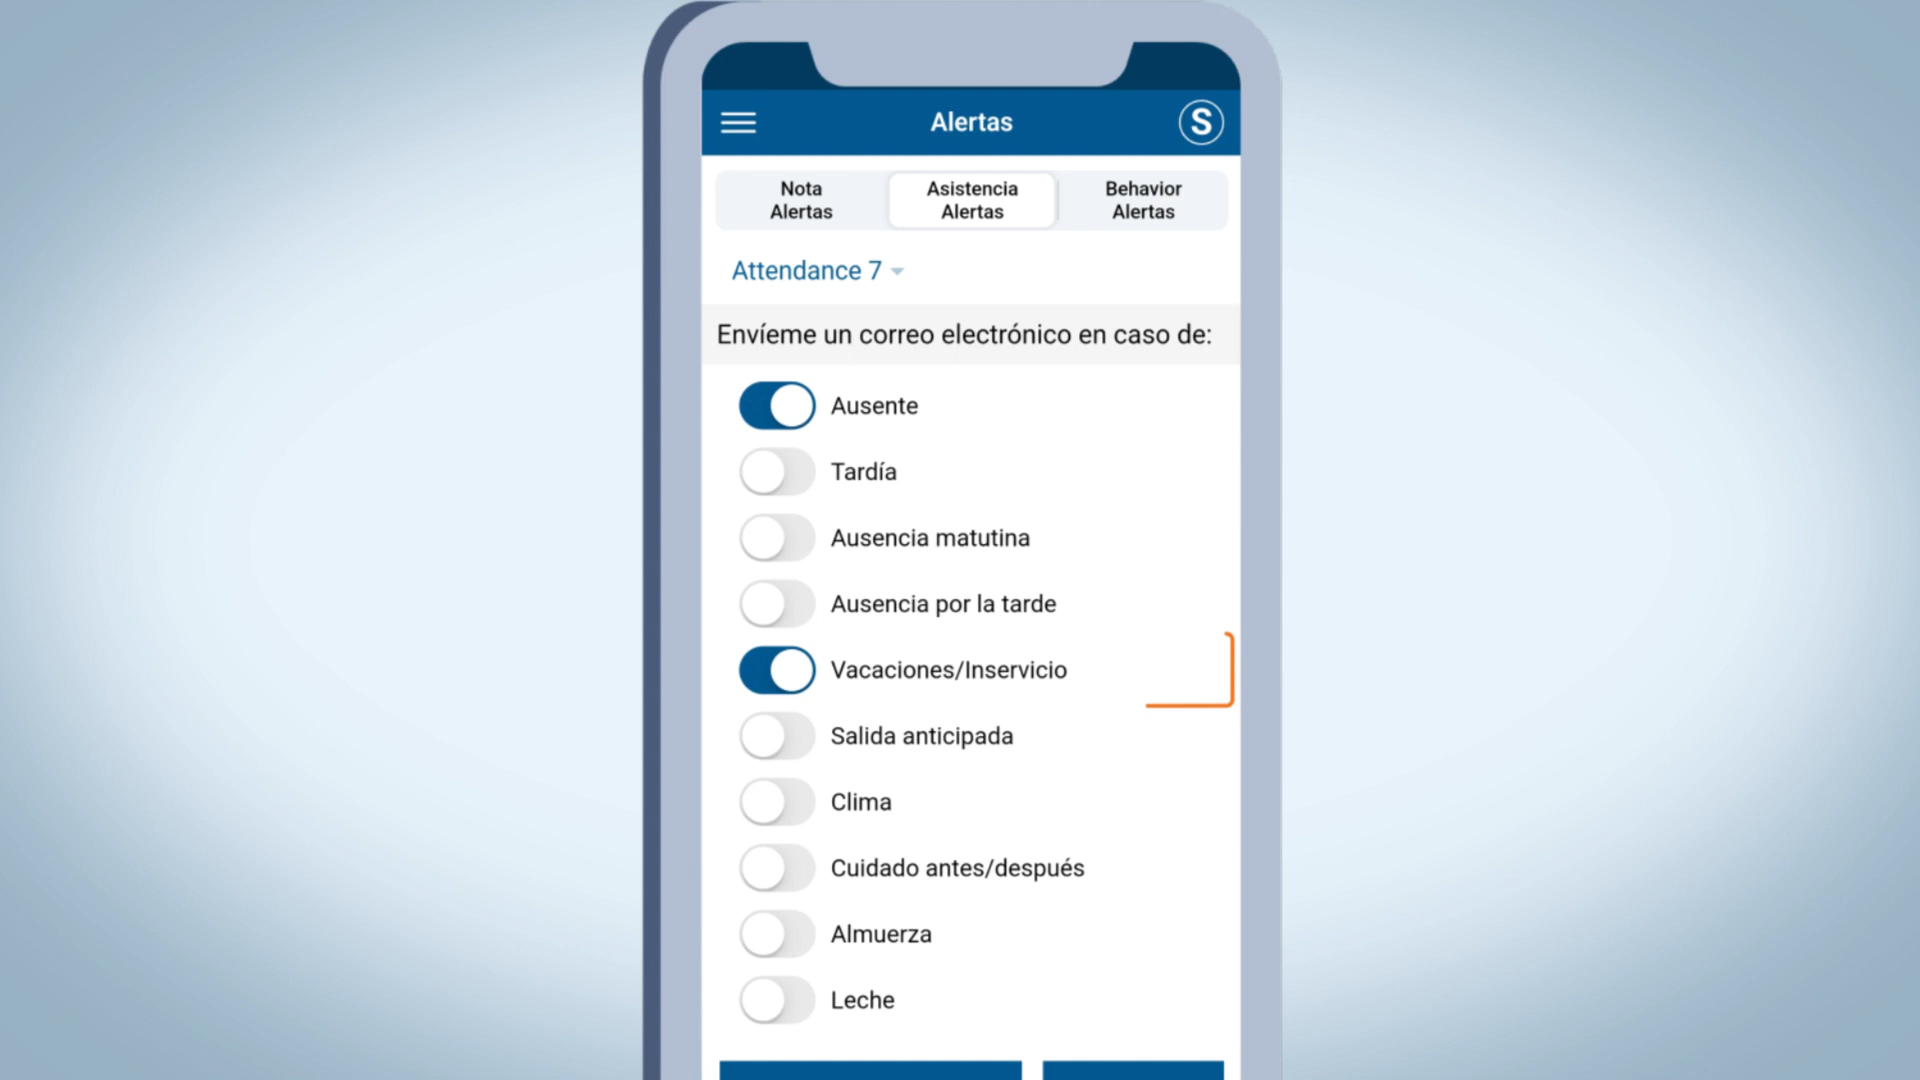 Alertas
S
Nota
Alertas
Asistencia
Alertas
Behavior
Alertas
Attendance 7
Envíeme un correo electrónico en caso de:
Ausente
Tardía
Ausencia matutina
Ausencia por la tarde
Vacaciones/Inservicio
Salida anticipada
Clima
Cuidado antes/después
Almuerza
Leche